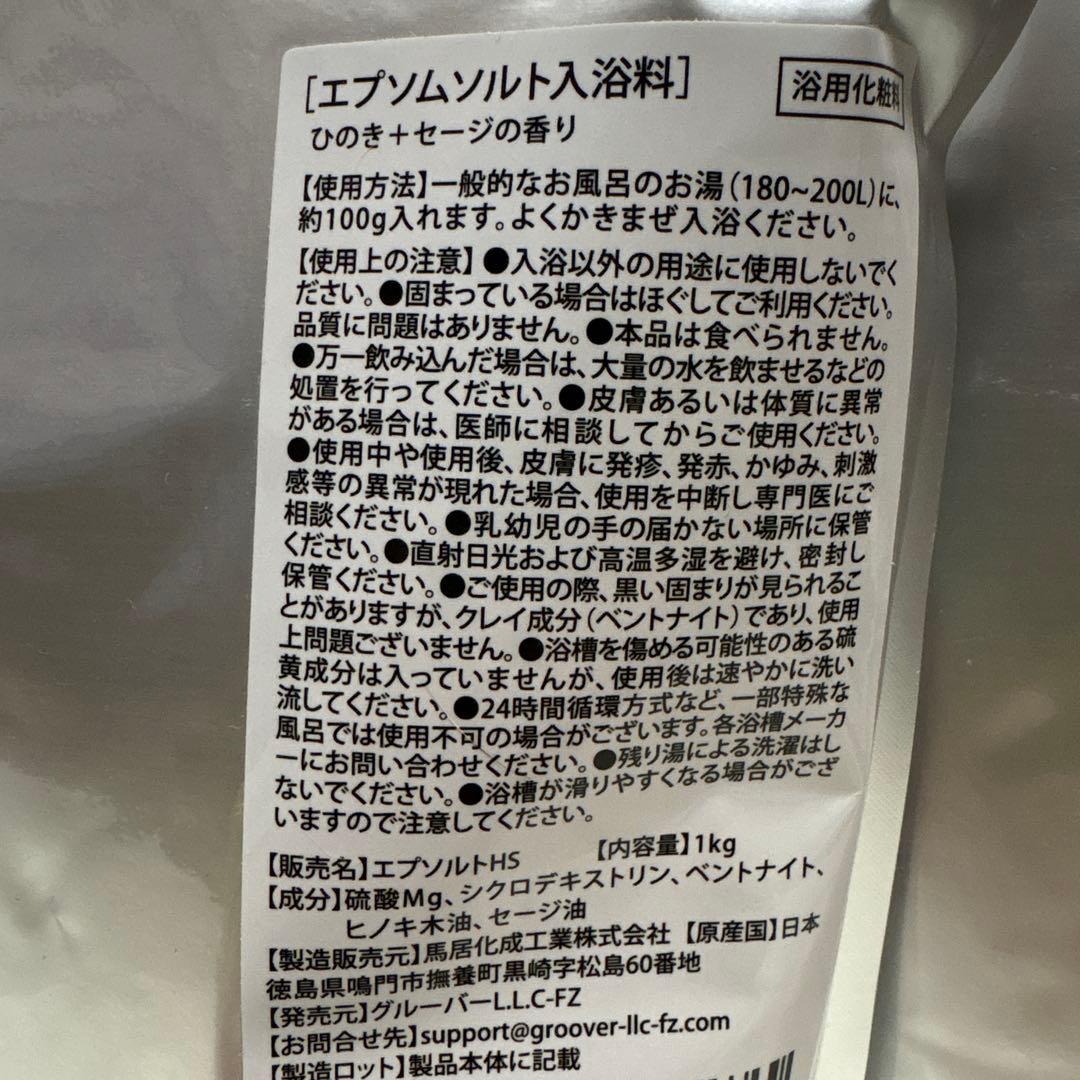 [エプソムソルト入浴料]
浴用化粧料
ひのき＋セージの香り
【使用方法】一般的なお風呂のお湯(180~200L)に、
約100g入れます。よくかきまぜ入浴ください。
【使用上の注意】●入浴以外の用途に使用しないでく
ださい。●固まっている場合はほぐしてご利用ください。
品質に問題はありません。●本品は食べられません。
●万一飲み込んだ場合は、大量の水を飲ませるなどの
処置を行ってください。●皮膚あるいは体質に異常
がある場合は、医師に相談してからご使用ください。
●使用中や使用後、皮膚に発疹、発赤、かゆみ、刺激
感等の異常が現れた場合、使用を中断し専門医にご
相談ください。●乳幼児の手の届かない場所に保管
ください。●直射日光および高温多湿を避け、密封し
保管ください。●ご使用の際、黒い固まりが見られるこ
とがありますが、クレイ成分(ベントナイト)であり、使用
上問題ございません。●浴槽を傷める可能性のある硫
黄成分は入っていませんが、使用後は速やかに洗い
流してください。●24時間循環方式など、一部特殊な
風呂では使用不可の場合がございます。各浴槽メーカ
ーにお問い合わせください。●残り湯による洗濯はし
ないでください。●浴槽が滑りやすくなる場合がござ
いますので注意してください。
【販売名】エプソルトHS 【内容量】1kg
【成分】硫酸Mg、シクロデキストリン、ベントナイト、
ヒノキ木油、セージ油
【製造販売元】馬居化成工業株式会社 【原産国】日本
徳島県鳴門市撫養町黒崎字松島60番地
【発売元】グルーバーL.L.C-FZ
【お問合せ先】support@groover-llc-fz.com
【製造ロット】製品本体に記載